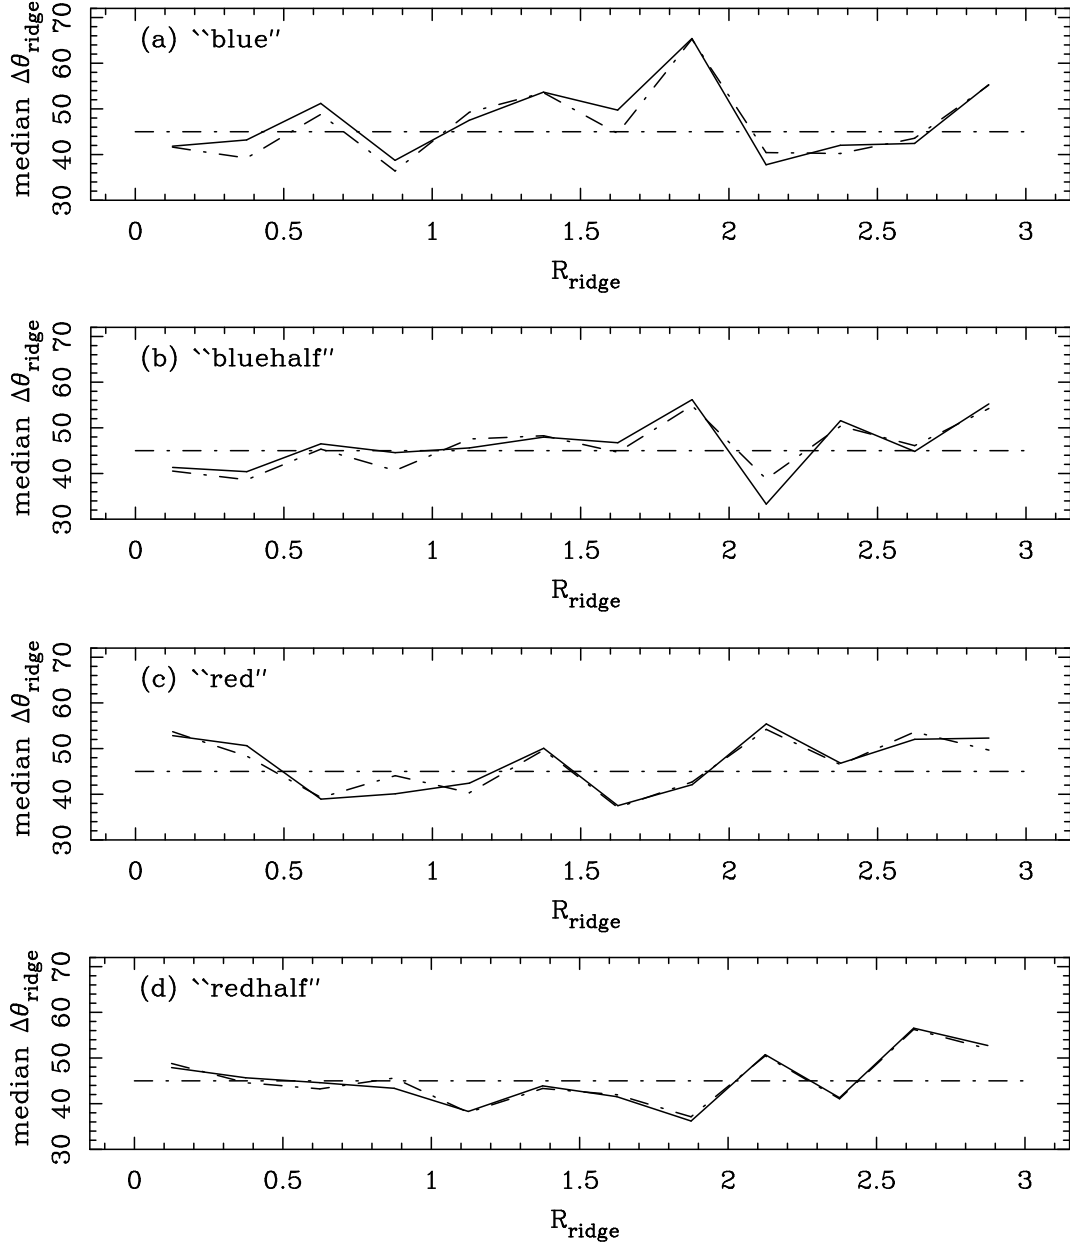 (a) ``blue''
median Δθridge
30 40 50 60 70
0 0.5 1 1.5 2 2.5 3
Rridge
(b) ``bluehalf''
median Δθridge
30 40 50 60 70
0 0.5 1 1.5 2 2.5 3
Rridge
(c) ``red''
median Δθridge
30 40 50 60 70
0 0.5 1 1.5 2 2.5 3
Rridge
(d) ``redhalf''
median Δθridge
30 40 50 60 70
0 0.5 1 1.5 2 2.5 3
Rridge